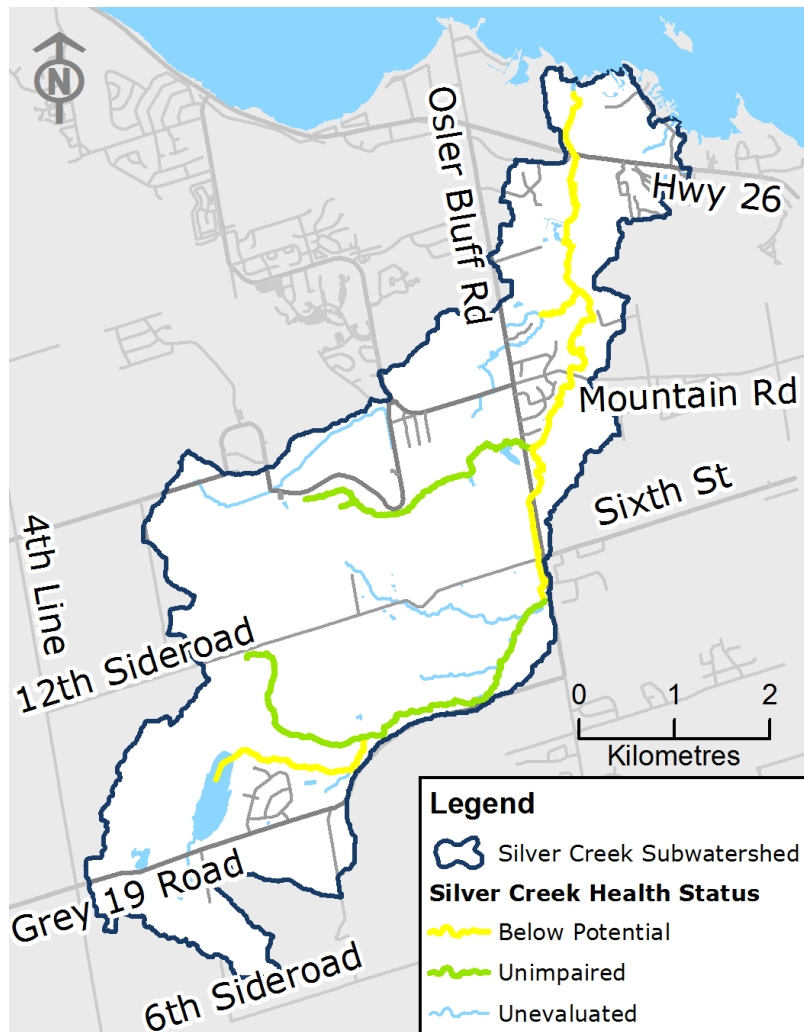 N
Osler Bluff Rd
Hwy 26
Mountain Rd
Sixth St
4th Line
12th Sideroad
0 1 2
Kilometres
Grey 19 Road
6th Sideroad
Legend
Silver Creek Subwatershed
Silver Creek Health Status
Below Potential
Unimpaired
Unevaluated